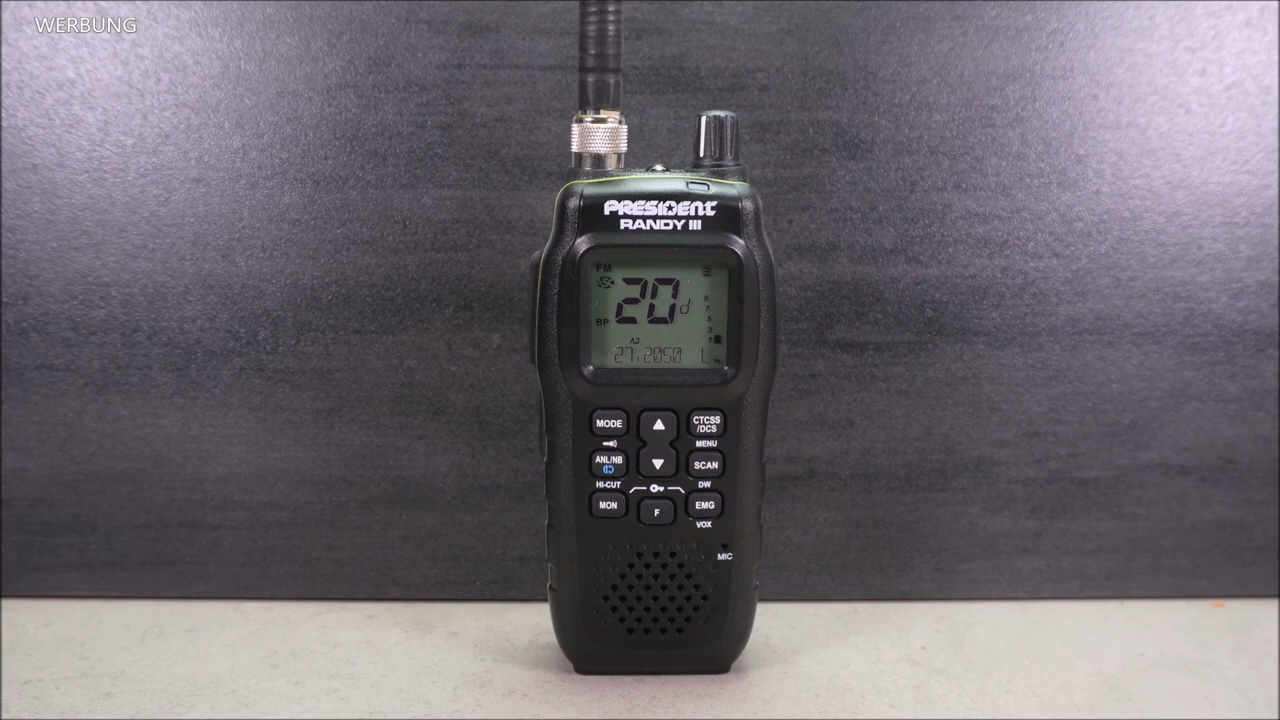 WERBUNG
PRESIDENT
RANDY III
FM
20 d
BP
27.2050 L
MODE
CTCSS
/DCS
MENU
ANL/NB
SCAN
HI-CUT
DW
MON
F
EMG
VOX
MIC